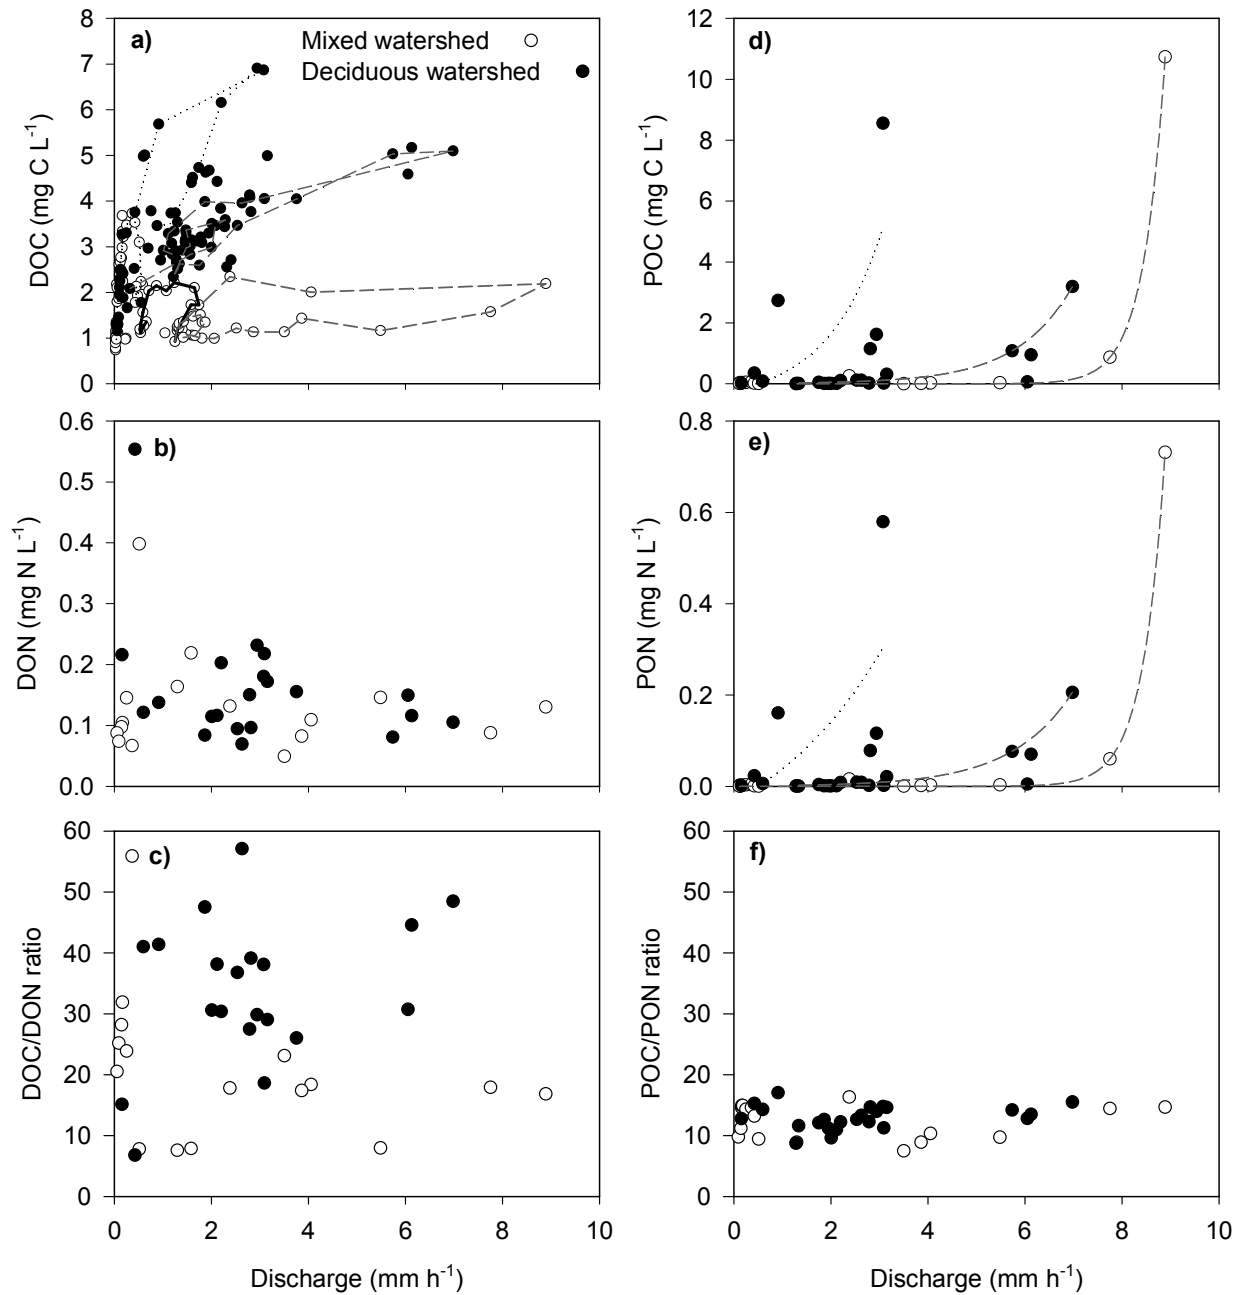 a)
Mixed watershed
Deciduous watershed
8
7
6
5
4
3
2
1
0
DOC (mg C L⁻¹)
d)
12
10
8
6
4
2
0
POC (mg C L⁻¹)
b)
0.6
0.5
0.4
0.3
0.2
0.1
0.0
DON (mg N L⁻¹)
e)
0.8
0.6
0.4
0.2
0.0
PON (mg N L⁻¹)
c)
60
50
40
30
20
10
0
DOC/DON ratio
0 2 4 6 8 10
Discharge (mm h⁻¹)
f)
60
50
40
30
20
10
0
POC/PON ratio
0 2 4 6 8 10
Discharge (mm h⁻¹)